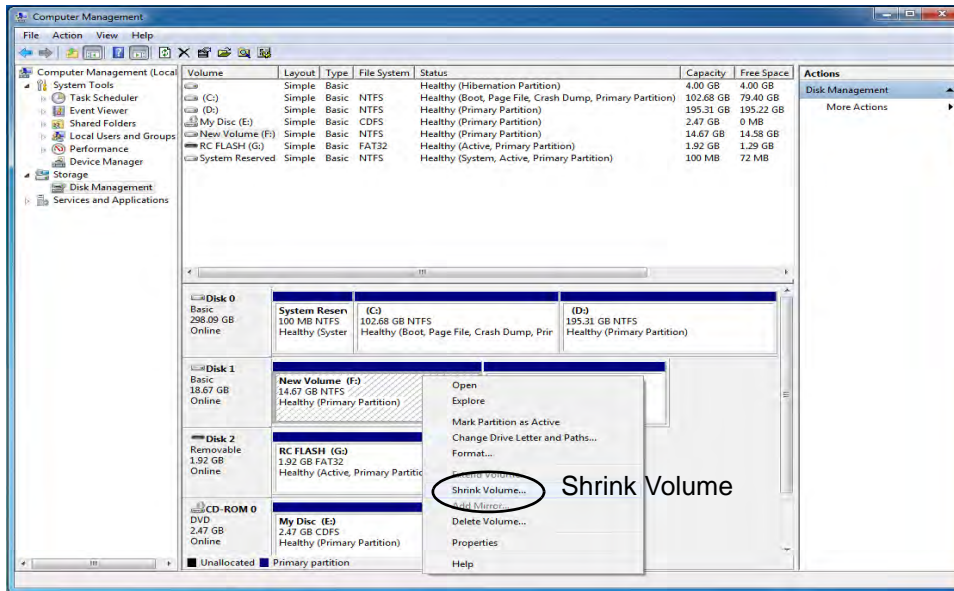 Computer Management
File Action View Help
Computer Management (Local
System Tools
Task Scheduler
Event Viewer
Shared Folders
Local Users and Groups
Performance
Device Manager
Storage
Disk Management
Services and Applications
Volume Layout Type File System Status Capacity Free Space
Simple Basic Healthy (Hibernation Partition) 4.00 GB 4.00 GB
(C:) Simple Basic NTFS Healthy (Boot, Page File, Crash Dump, Primary Partition) 102.68 GB 79.40 GB
(D:) Simple Basic NTFS Healthy (Primary Partition) 195.31 GB 195.22 GB
My Disc (E:) Simple Basic CDFS Healthy (Primary Partition) 2.47 GB 0 MB
New Volume (F:) Simple Basic NTFS Healthy (Primary Partition) 14.67 GB 14.58 GB
RC FLASH (G:) Simple Basic FAT32 Healthy (Active, Primary Partition) 1.92 GB 1.29 GB
System Reserved Simple Basic NTFS Healthy (System, Active, Primary Partition) 100 MB 72 MB
Actions
Disk Management
More Actions
Disk 0
Basic
298.09 GB
Online
System Reserv
100 MB NTFS
Healthy (Syster
(C:)
102.68 GB NTFS
Healthy (Boot, Page File, Crash Dump, Prir
(D:)
195.31 GB NTFS
Healthy (Primary Partition)
Disk 1
Basic
18.67 GB
Online
New Volume (F:)
14.67 GB NTFS
Healthy (Primary Partition)
Disk 2
Removable
1.92 GB
Online
RC FLASH (G:)
1.92 GB FAT32
Healthy (Active, Primary Partitic
CD-ROM 0
DVD
2.47 GB
Online
My Disc (E:)
2.47 GB CDFS
Healthy (Primary Partition)
Unallocated Primary partition
Open
Explore
Mark Partition as Active
Change Drive Letter and Paths...
Format...
Extend Volume...
Shrink Volume...
Add Mirror...
Delete Volume...
Properties
Help
Shrink Volume